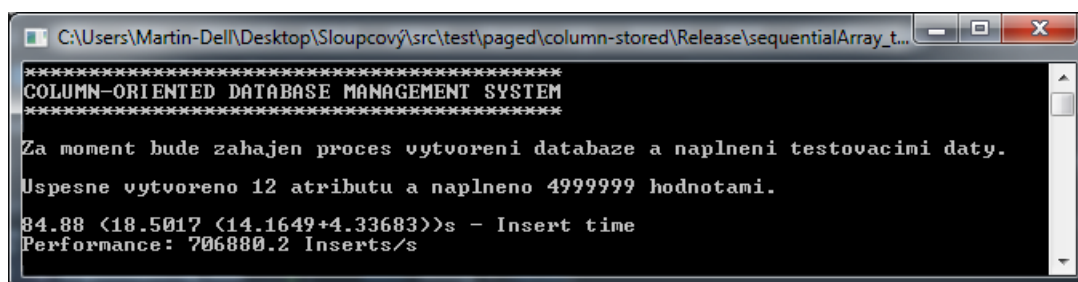 C:\Users\Martin-Dell\Desktop\Sloupcový\src\test\paged\column-stored\Release\sequentialArray_t...
*******************************************
COLUMN-ORIENTED DATABASE MANAGEMENT SYSTEM
*******************************************
Za moment bude zahajen proces vytvoreni databaze a naplneni testovacimi daty.
Uspesne vytvoreno 12 atributu a naplneno 4999999 hodnotami.
84.88 (18.5017 (14.1649+4.33683))s - Insert time
Performance: 706880.2 Inserts/s